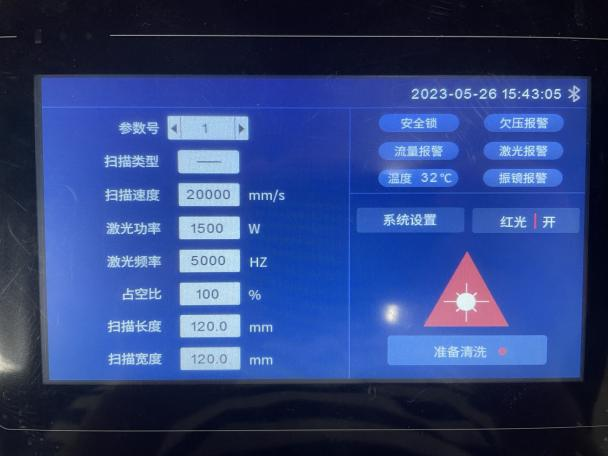 2023-05-26 15:43:05
参数号 1
扫描类型 —
扫描速度 20000 mm/s
激光功率 1500 W
激光频率 5000 HZ
占空比 100 %
扫描长度 120.0 mm
扫描宽度 120.0 mm
安全锁 欠压报警
流量报警 激光报警
温度 32℃ 振镜报警
系统设置 红光 开
准备清洗